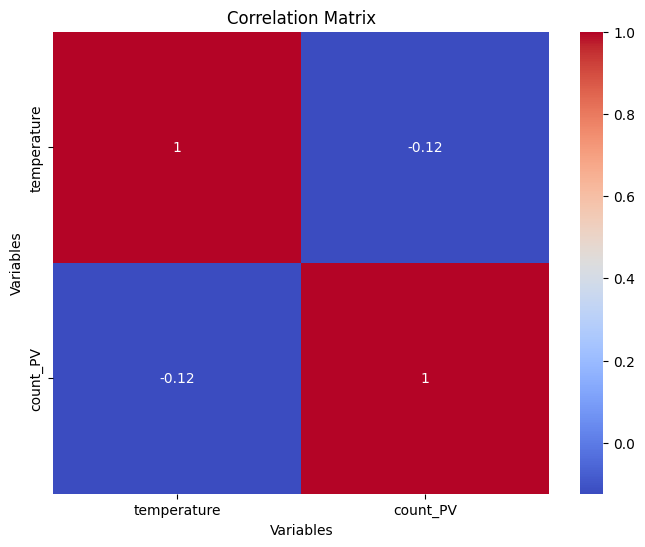 Correlation Matrix
Variables
temperature
count_PV
1
-0.12
-0.12
1
temperature
count_PV
Variables
1.0
0.8
0.6
0.4
0.2
0.0